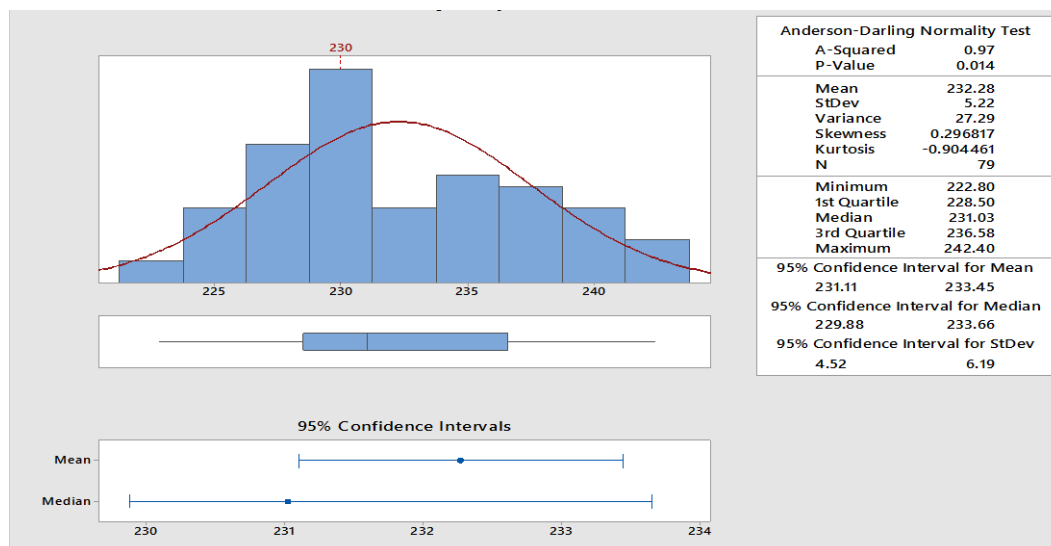 230
225 230 235 240
95% Confidence Intervals
Mean
Median
230 231 232 233 234
Anderson-Darling Normality Test
A-Squared 0.97
P-Value 0.014
Mean 232.28
StDev 5.22
Variance 27.29
Skewness 0.296817
Kurtosis -0.904461
N 79
Minimum 222.80
1st Quartile 228.50
Median 231.03
3rd Quartile 236.58
Maximum 242.40
95% Confidence Interval for Mean
231.11 233.45
95% Confidence Interval for Median
229.88 233.66
95% Confidence Interval for StDev
4.52 6.19